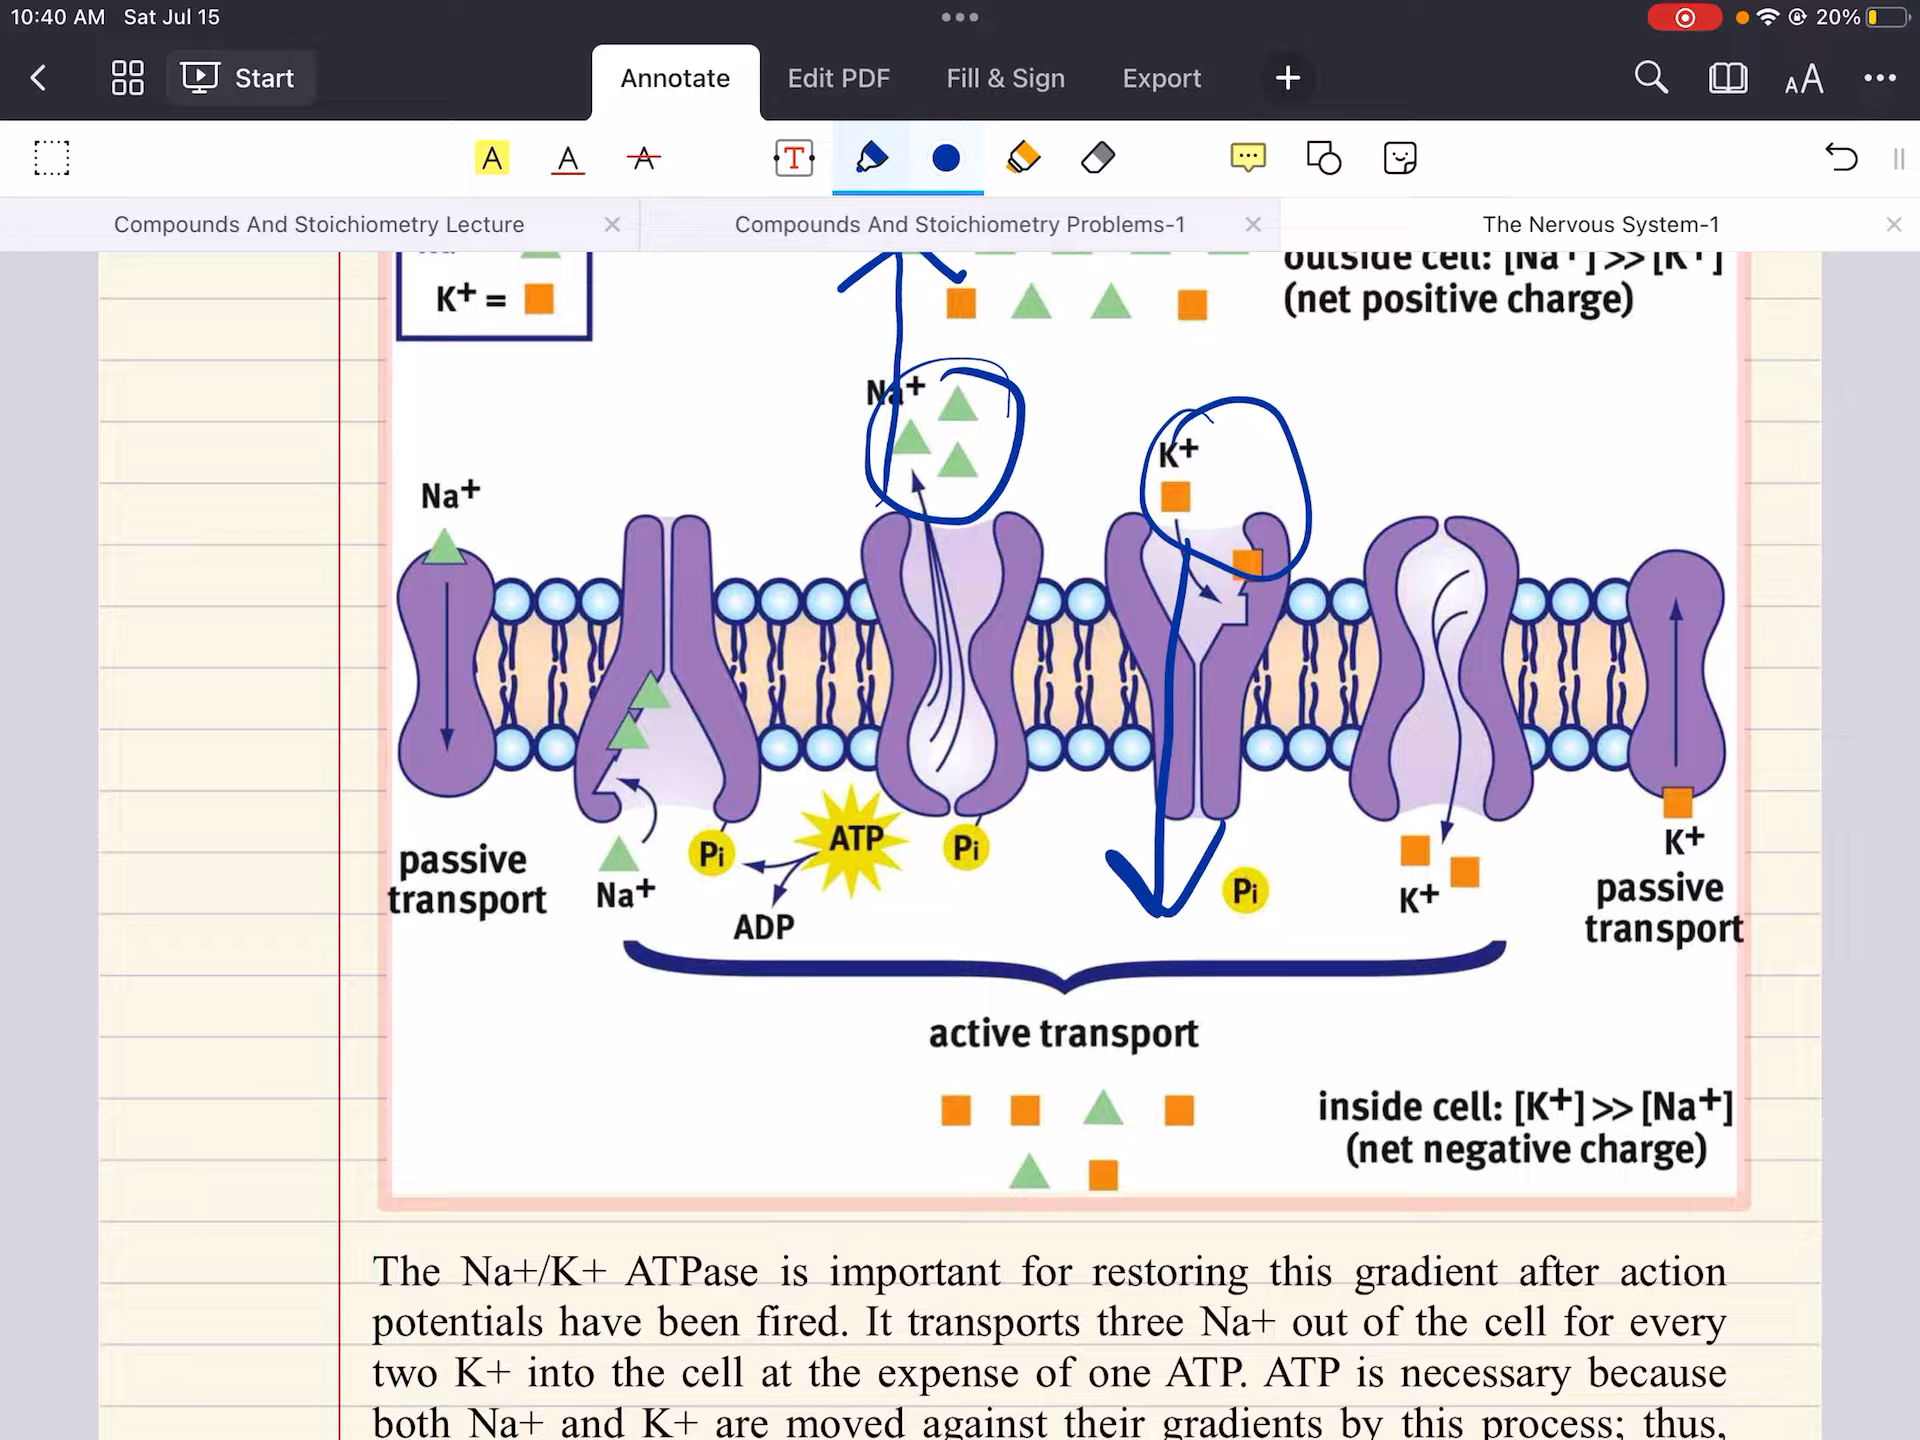 10:40 AM Sat Jul 15
20%
Start
Annotate
Edit PDF
Fill & Sign
Export
Compounds And Stoichiometry Lecture
Compounds And Stoichiometry Problems-1
The Nervous System-1
K+ =
outside cell: [Na+] >> [K+]
(net positive charge)
Na+
K+
Na+
passive
transport
Na+
Pi
ATP
ADP
Pi
Pi
K+
K+
passive
transport
active transport
inside cell: [K+] >> [Na+]
(net negative charge)
The Na+/K+ ATPase is important for restoring this gradient after action
potentials have been fired. It transports three Na+ out of the cell for every
two K+ into the cell at the expense of one ATP. ATP is necessary because
both Na+ and K+ are moved against their gradients by this process; thus,